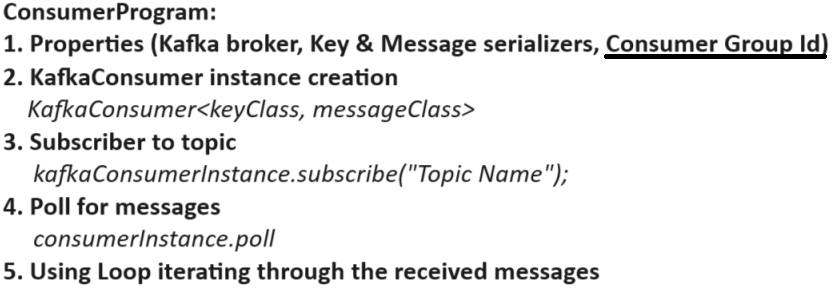 ConsumerProgram:
1. Properties (Kafka broker, Key & Message serializers, Consumer Group Id)
2. KafkaConsumer instance creation
KafkaConsumer<keyClass, messageClass>
3. Subscriber to topic
kafkaConsumerInstance.subscribe("Topic Name");
4. Poll for messages
consumerInstance.poll
5. Using Loop iterating through the received messages